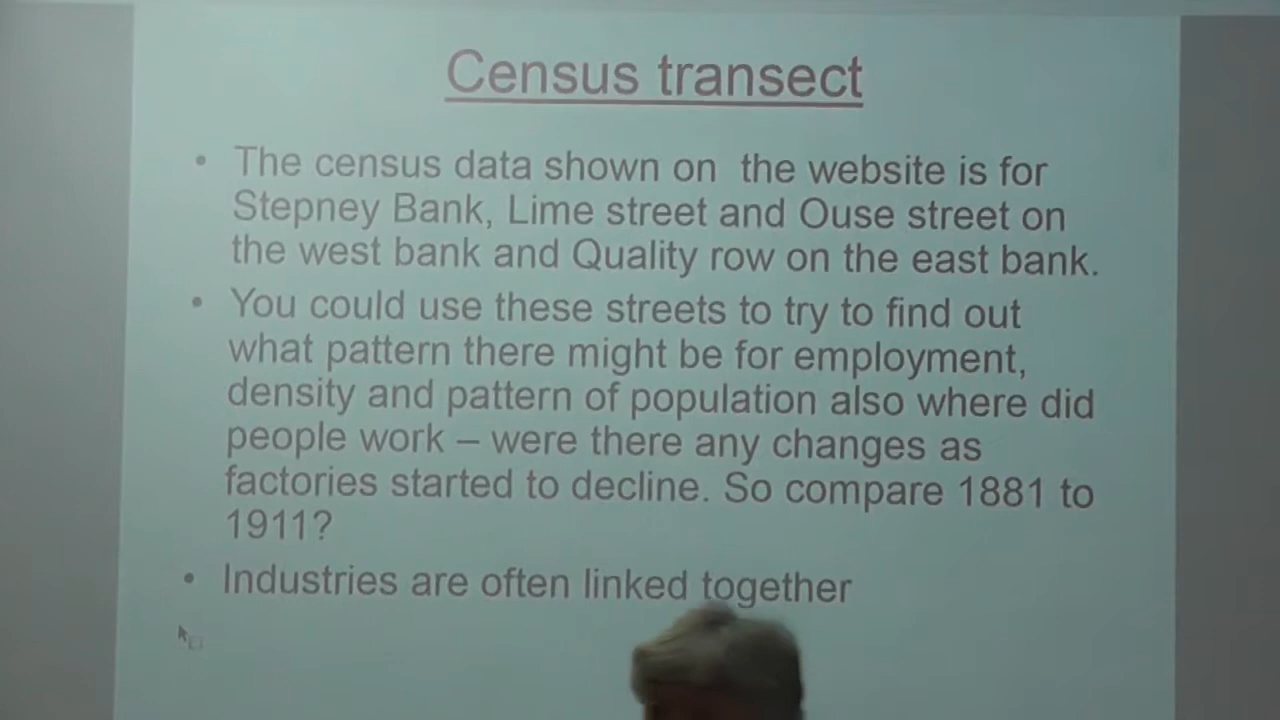 Census transect
• The census data shown on the website is for
Stepney Bank, Lime street and Ouse street on
the west bank and Quality row on the east bank.
• You could use these streets to try to find out
what pattern there might be for employment,
density and pattern of population also where did
people work – were there any changes as
factories started to decline. So compare 1881 to
1911?
• Industries are often linked together